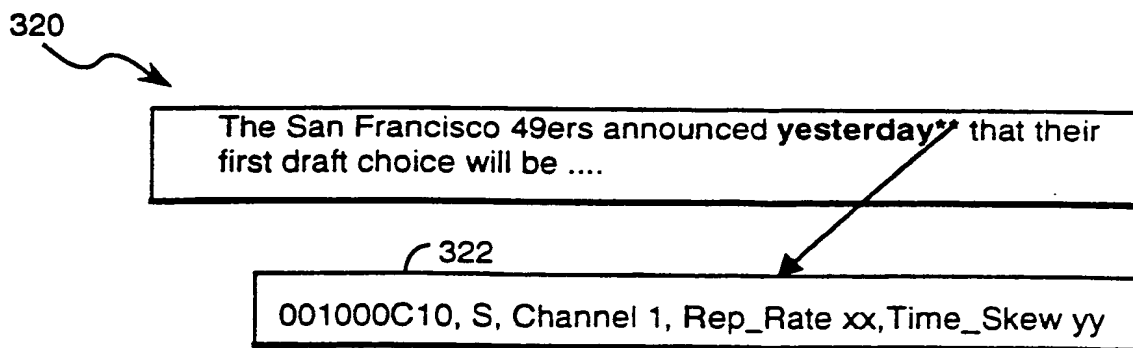 320
The San Francisco 49ers announced yesterday** that their
first draft choice will be ....
322
001000C10, S, Channel 1, Rep_Rate xx,Time_Skew yy